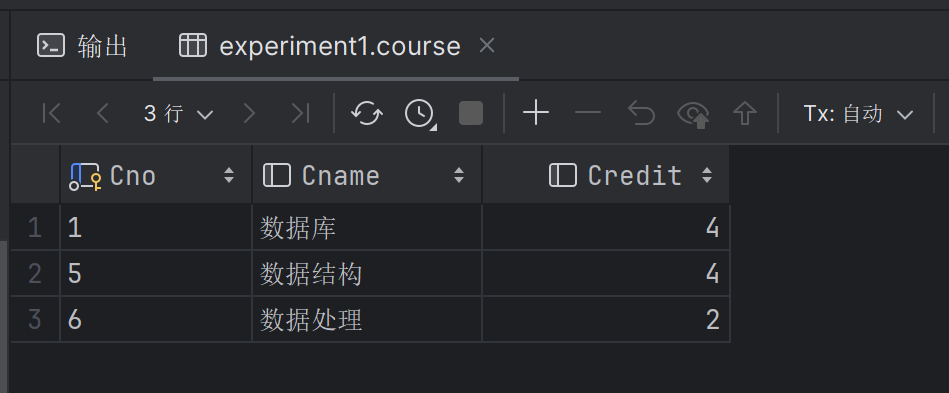 输出 experiment1.course
3 行 Tx: 自动
Cno Cname Credit
1 1 数据库 4
2 5 数据结构 4
3 6 数据处理 2